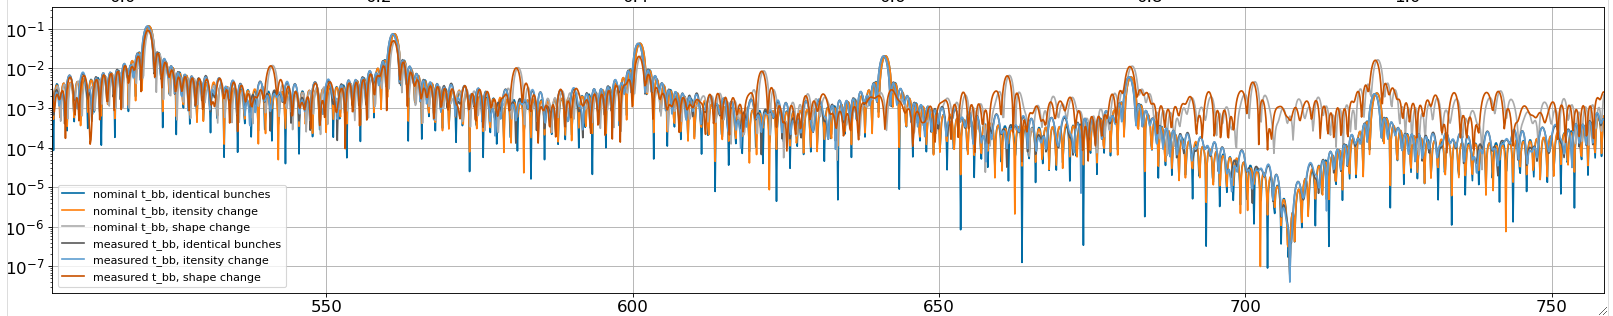 10⁻¹
10⁻²
10⁻³
10⁻⁴
10⁻⁵
10⁻⁶
10⁻⁷
nominal t_bb, identical bunches
nominal t_bb, itensity change
nominal t_bb, shape change
measured t_bb, identical bunches
measured t_bb, itensity change
measured t_bb, shape change
550 600 650 700 750